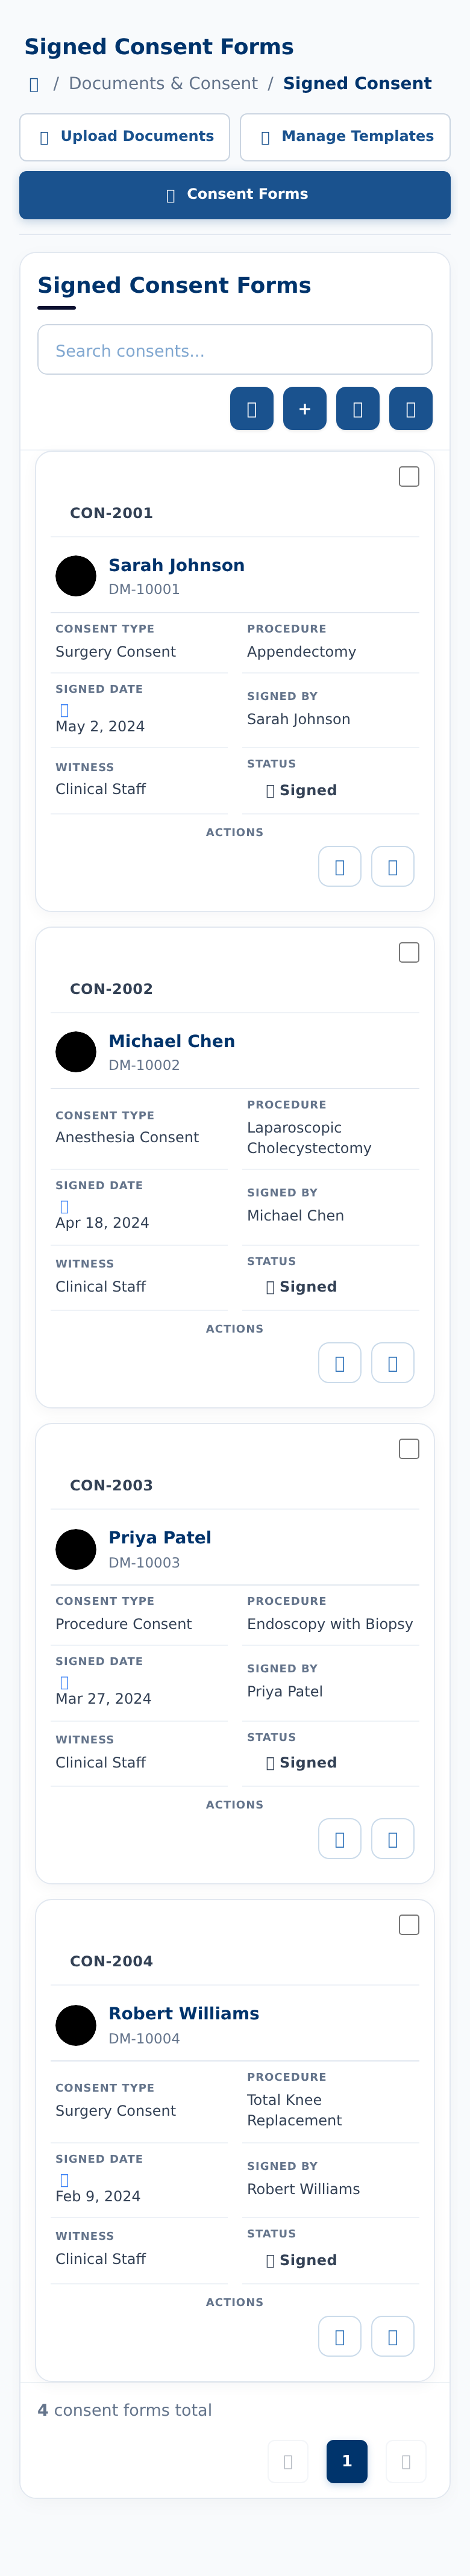 Signed Consent Forms
/ Documents & Consent / Signed Consent
Upload Documents
Manage Templates
Consent Forms
Signed Consent Forms
Search consents...
+
CON-2001
Sarah Johnson
DM-10001
CONSENT TYPE
Surgery Consent
PROCEDURE
Appendectomy
SIGNED DATE
May 2, 2024
SIGNED BY
Sarah Johnson
WITNESS
Clinical Staff
STATUS
Signed
ACTIONS
CON-2002
Michael Chen
DM-10002
CONSENT TYPE
Anesthesia Consent
PROCEDURE
Laparoscopic
Cholecystectomy
SIGNED DATE
Apr 18, 2024
SIGNED BY
Michael Chen
WITNESS
Clinical Staff
STATUS
Signed
ACTIONS
CON-2003
Priya Patel
DM-10003
CONSENT TYPE
Procedure Consent
PROCEDURE
Endoscopy with Biopsy
SIGNED DATE
Mar 27, 2024
SIGNED BY
Priya Patel
WITNESS
Clinical Staff
STATUS
Signed
ACTIONS
CON-2004
Robert Williams
DM-10004
CONSENT TYPE
Surgery Consent
PROCEDURE
Total Knee
Replacement
SIGNED DATE
Feb 9, 2024
SIGNED BY
Robert Williams
WITNESS
Clinical Staff
STATUS
Signed
ACTIONS
4 consent forms total
1